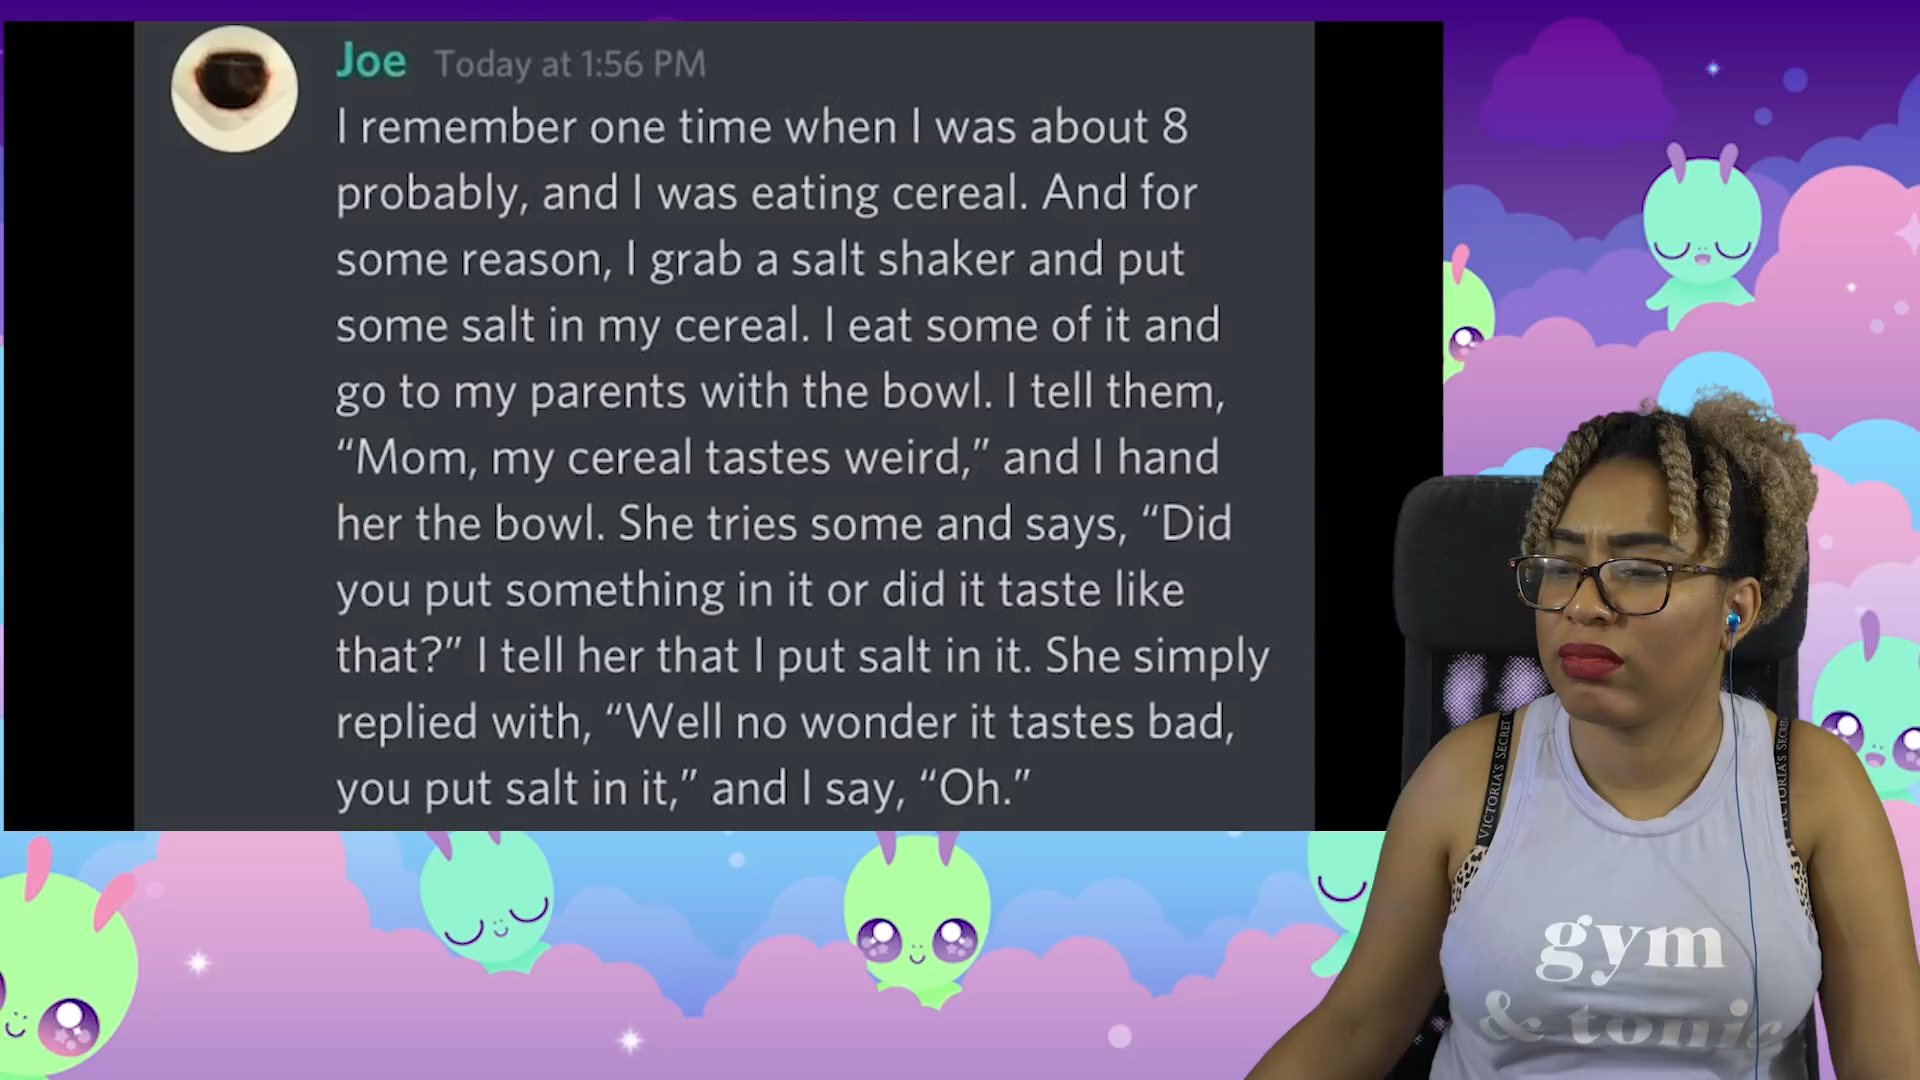 Joe Today at 1:56 PM
I remember one time when I was about 8
probably, and I was eating cereal. And for
some reason, I grab a salt shaker and put
some salt in my cereal. I eat some of it and
go to my parents with the bowl. I tell them,
“Mom, my cereal tastes weird,” and I hand
her the bowl. She tries some and says, “Did
you put something in it or did it taste like
that?” I tell her that I put salt in it. She simply
replied with, “Well no wonder it tastes bad,
you put salt in it,” and I say, “Oh.”
VICTORIA'S SECRET
VICTORIA'S SECRET
gym
& tonic